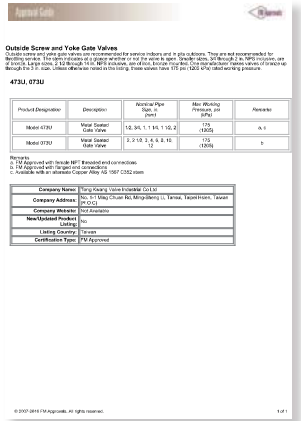 Approval Guide
FM Approvals
Outside Screw and Yoke Gate Valves
Outside screw and yoke gate valves are recommended for service indoors and in pits outdoors. They are not recommended for
throttling service. The stem indicates at a glance whether or not the valve is open. Smaller sizes, 3/4 through 2 in. NPS inclusive, are
of bronze. Large sizes, 2 1/2 through 14 in. NPS inclusive, are of iron, bronze mounted. One manufacturer makes valves of bronze up
through the 3 in. size. Unless otherwise noted in the listing, these valves have 175 psi (1205 kPa) rated working pressure.
473U, 073U
Product Designation Description Nominal Pipe Size, in. (mm) Max Working Pressure, psi (kPa) Remarks
Model 473U Metal Seated Gate Valve 1/2, 3/4, 1, 1 1/4, 1 1/2, 2 175 (1205) a, c
Model 073U Metal Seated Gate Valve 2, 2 1/2, 3, 4, 6, 8, 10, 12 175 (1205) b
Remarks
a. FM Approved with female NPT threaded end connections
b. FM Approved with flanged end connections
c. Available with an alternate Copper Alloy AS 1567 C352 stem
Company Name: Tong Kwang Valve Industrial Co Ltd
Company Address: No. 1-1 Ming Chuan Rd, Ming-Sheng Li, Tansui, Taipei Hsien, Taiwan (R.O.C)
Company Website: Not Available
New/Updated Product Listing: No
Listing Country: Taiwan
Certification Type: FM Approved
© 2007-2016 FM Approvals. All rights reserved.
1 of 1